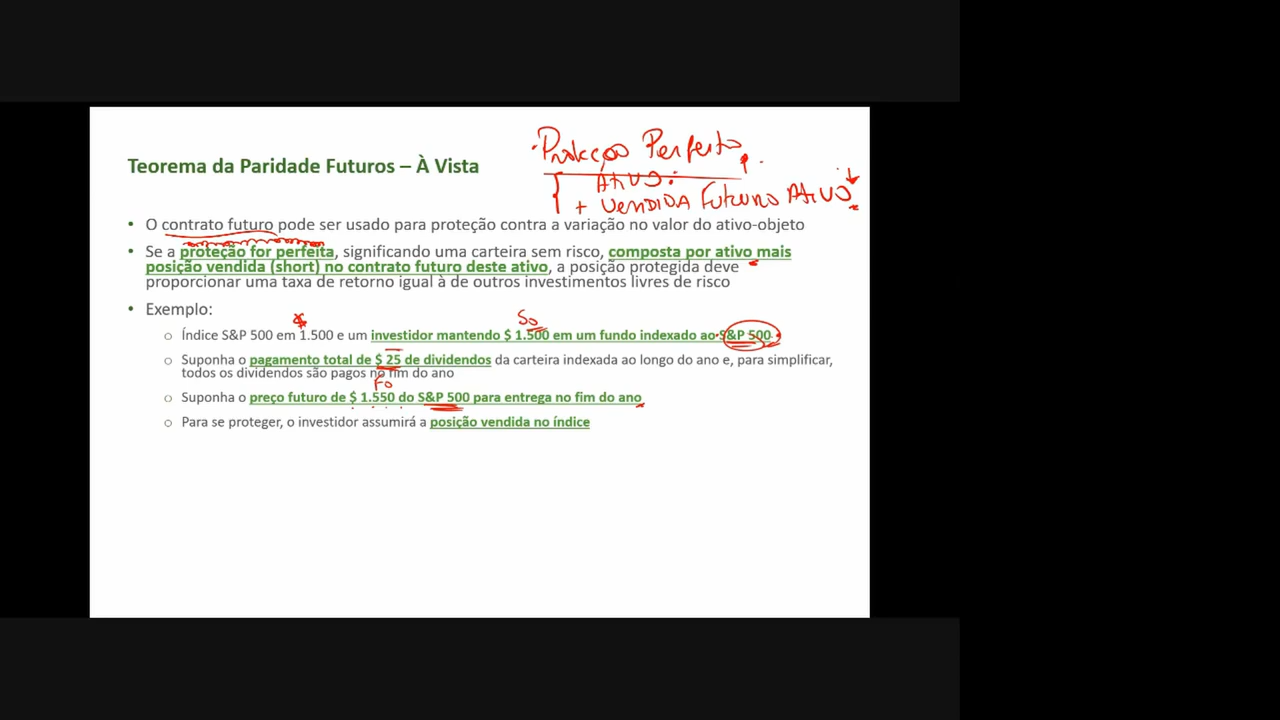 Proteção Perfeita
Teorema da Paridade Futuros – À Vista
ATIVO
+ VENDIDA FUTURO ATIVO
• O contrato futuro pode ser usado para proteção contra a variação no valor do ativo-objeto
• Se a proteção for perfeita, significando uma carteira sem risco, composta por ativo mais
posição vendida (short) no contrato futuro deste ativo, a posição protegida deve
proporcionar uma taxa de retorno igual à de outros investimentos livres de risco
• Exemplo:
$ So
○ Índice S&P 500 em 1.500 e um investidor mantendo $ 1.500 em um fundo indexado ao S&P 500
○ Suponha o pagamento total de $ 25 de dividendos da carteira indexada ao longo do ano e, para simplificar,
todos os dividendos são pagos no fim do ano
Fo
○ Suponha o preço futuro de $ 1.550 do S&P 500 para entrega no fim do ano
○ Para se proteger, o investidor assumirá a posição vendida no índice